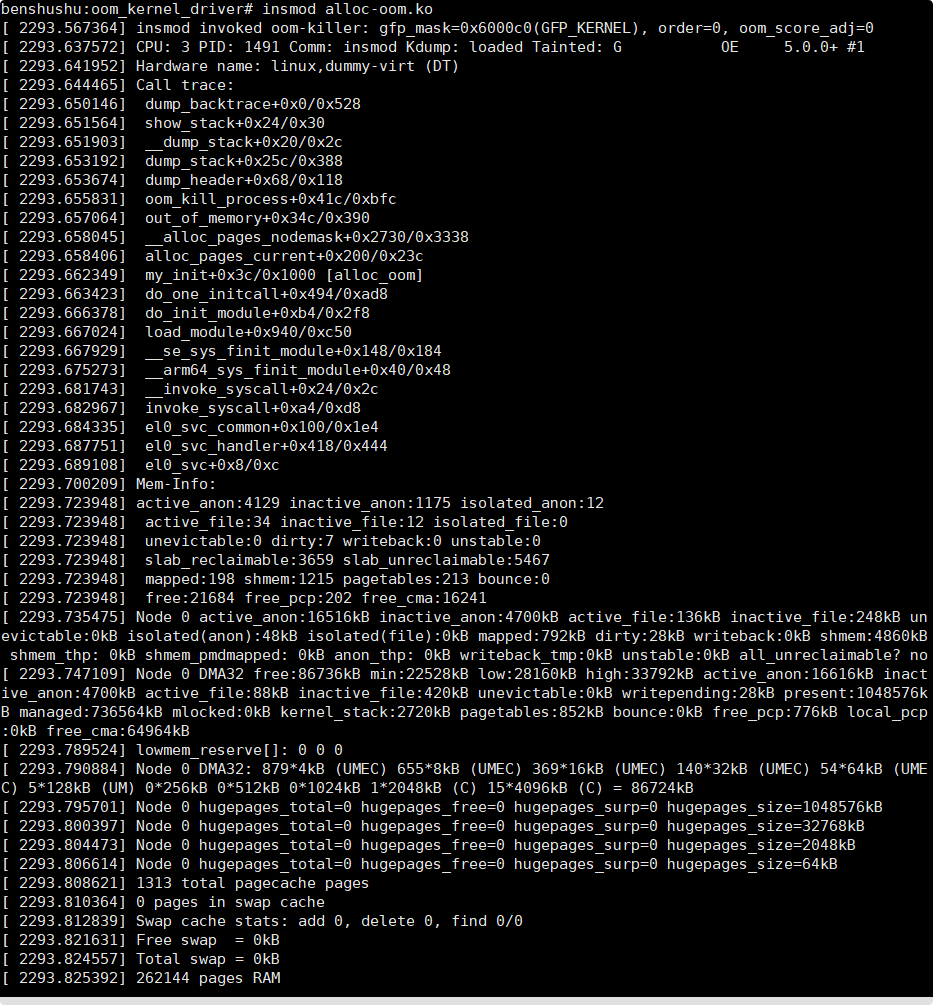 benshushu:oom_kernel_driver# insmod alloc-oom.ko
[ 2293.567364] insmod invoked oom-killer: gfp_mask=0x6000c0(GFP_KERNEL), order=0, oom_score_adj=0
[ 2293.637572] CPU: 3 PID: 1491 Comm: insmod Kdump: loaded Tainted: G           OE     5.0.0+ #1
[ 2293.641952] Hardware name: linux,dummy-virt (DT)
[ 2293.644465] Call trace:
[ 2293.650146]  dump_backtrace+0x0/0x528
[ 2293.651564]  show_stack+0x24/0x30
[ 2293.651903]  __dump_stack+0x20/0x2c
[ 2293.653192]  dump_stack+0x25c/0x388
[ 2293.653674]  dump_header+0x68/0x118
[ 2293.655831]  oom_kill_process+0x41c/0xbfc
[ 2293.657064]  out_of_memory+0x34c/0x390
[ 2293.658045]  __alloc_pages_nodemask+0x2730/0x3338
[ 2293.658406]  alloc_pages_current+0x200/0x23c
[ 2293.662349]  my_init+0x3c/0x1000 [alloc_oom]
[ 2293.663423]  do_one_initcall+0x494/0xad8
[ 2293.666378]  do_init_module+0xb4/0x2f8
[ 2293.667024]  load_module+0x940/0xc50
[ 2293.667929]  __se_sys_finit_module+0x148/0x184
[ 2293.675273]  __arm64_sys_finit_module+0x40/0x48
[ 2293.681743]  __invoke_syscall+0x24/0x2c
[ 2293.682967]  invoke_syscall+0xa4/0xd8
[ 2293.684335]  el0_svc_common+0x100/0x1e4
[ 2293.687751]  el0_svc_handler+0x418/0x444
[ 2293.689108]  el0_svc+0x8/0xc
[ 2293.700209] Mem-Info:
[ 2293.723948] active_anon:4129 inactive_anon:1175 isolated_anon:12
[ 2293.723948]  active_file:34 inactive_file:12 isolated_file:0
[ 2293.723948]  unevictable:0 dirty:7 writeback:0 unstable:0
[ 2293.723948]  slab_reclaimable:3659 slab_unreclaimable:5467
[ 2293.723948]  mapped:198 shmem:1215 pagetables:213 bounce:0
[ 2293.723948]  free:21684 free_pcp:202 free_cma:16241
[ 2293.735475] Node 0 active_anon:16516kB inactive_anon:4700kB active_file:136kB inactive_file:248kB un
evictable:0kB isolated(anon):48kB isolated(file):0kB mapped:792kB dirty:28kB writeback:0kB shmem:4860kB
 shmem_thp: 0kB shmem_pmdmapped: 0kB anon_thp: 0kB writeback_tmp:0kB unstable:0kB all_unreclaimable? no
[ 2293.747109] Node 0 DMA32 free:86736kB min:22528kB low:28160kB high:33792kB active_anon:16616kB inact
ive_anon:4700kB active_file:88kB inactive_file:420kB unevictable:0kB writepending:28kB present:1048576k
B managed:736564kB mlocked:0kB kernel_stack:2720kB pagetables:852kB bounce:0kB free_pcp:776kB local_pcp
:0kB free_cma:64964kB
[ 2293.789524] lowmem_reserve[]: 0 0 0
[ 2293.790884] Node 0 DMA32: 879*4kB (UMEC) 655*8kB (UMEC) 369*16kB (UMEC) 140*32kB (UMEC) 54*64kB (UME
C) 5*128kB (UM) 0*256kB 0*512kB 0*1024kB 1*2048kB (C) 15*4096kB (C) = 86724kB
[ 2293.795701] Node 0 hugepages_total=0 hugepages_free=0 hugepages_surp=0 hugepages_size=1048576kB
[ 2293.800397] Node 0 hugepages_total=0 hugepages_free=0 hugepages_surp=0 hugepages_size=32768kB
[ 2293.804473] Node 0 hugepages_total=0 hugepages_free=0 hugepages_surp=0 hugepages_size=2048kB
[ 2293.806614] Node 0 hugepages_total=0 hugepages_free=0 hugepages_surp=0 hugepages_size=64kB
[ 2293.808621] 1313 total pagecache pages
[ 2293.810364] 0 pages in swap cache
[ 2293.812839] Swap cache stats: add 0, delete 0, find 0/0
[ 2293.821631] Free swap  = 0kB
[ 2293.824557] Total swap = 0kB
[ 2293.825392] 262144 pages RAM